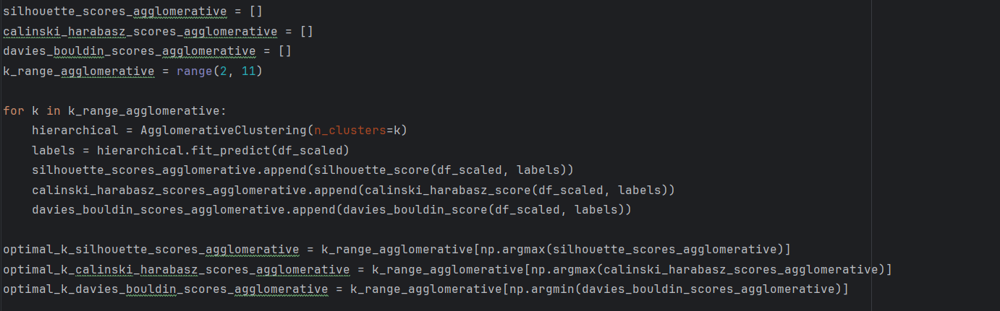 silhouette_scores_agglomerative = []
calinski_harabasz_scores_agglomerative = []
davies_bouldin_scores_agglomerative = []
k_range_agglomerative = range(2, 11)
for k in k_range_agglomerative:
    hierarchical = AgglomerativeClustering(n_clusters=k)
    labels = hierarchical.fit_predict(df_scaled)
    silhouette_scores_agglomerative.append(silhouette_score(df_scaled, labels))
    calinski_harabasz_scores_agglomerative.append(calinski_harabasz_score(df_scaled, labels))
    davies_bouldin_scores_agglomerative.append(davies_bouldin_score(df_scaled, labels))
optimal_k_silhouette_scores_agglomerative = k_range_agglomerative[np.argmax(silhouette_scores_agglomerative)]
optimal_k_calinski_harabasz_scores_agglomerative = k_range_agglomerative[np.argmax(calinski_harabasz_scores_agglomerative)]
optimal_k_davies_bouldin_scores_agglomerative = k_range_agglomerative[np.argmin(davies_bouldin_scores_agglomerative)]